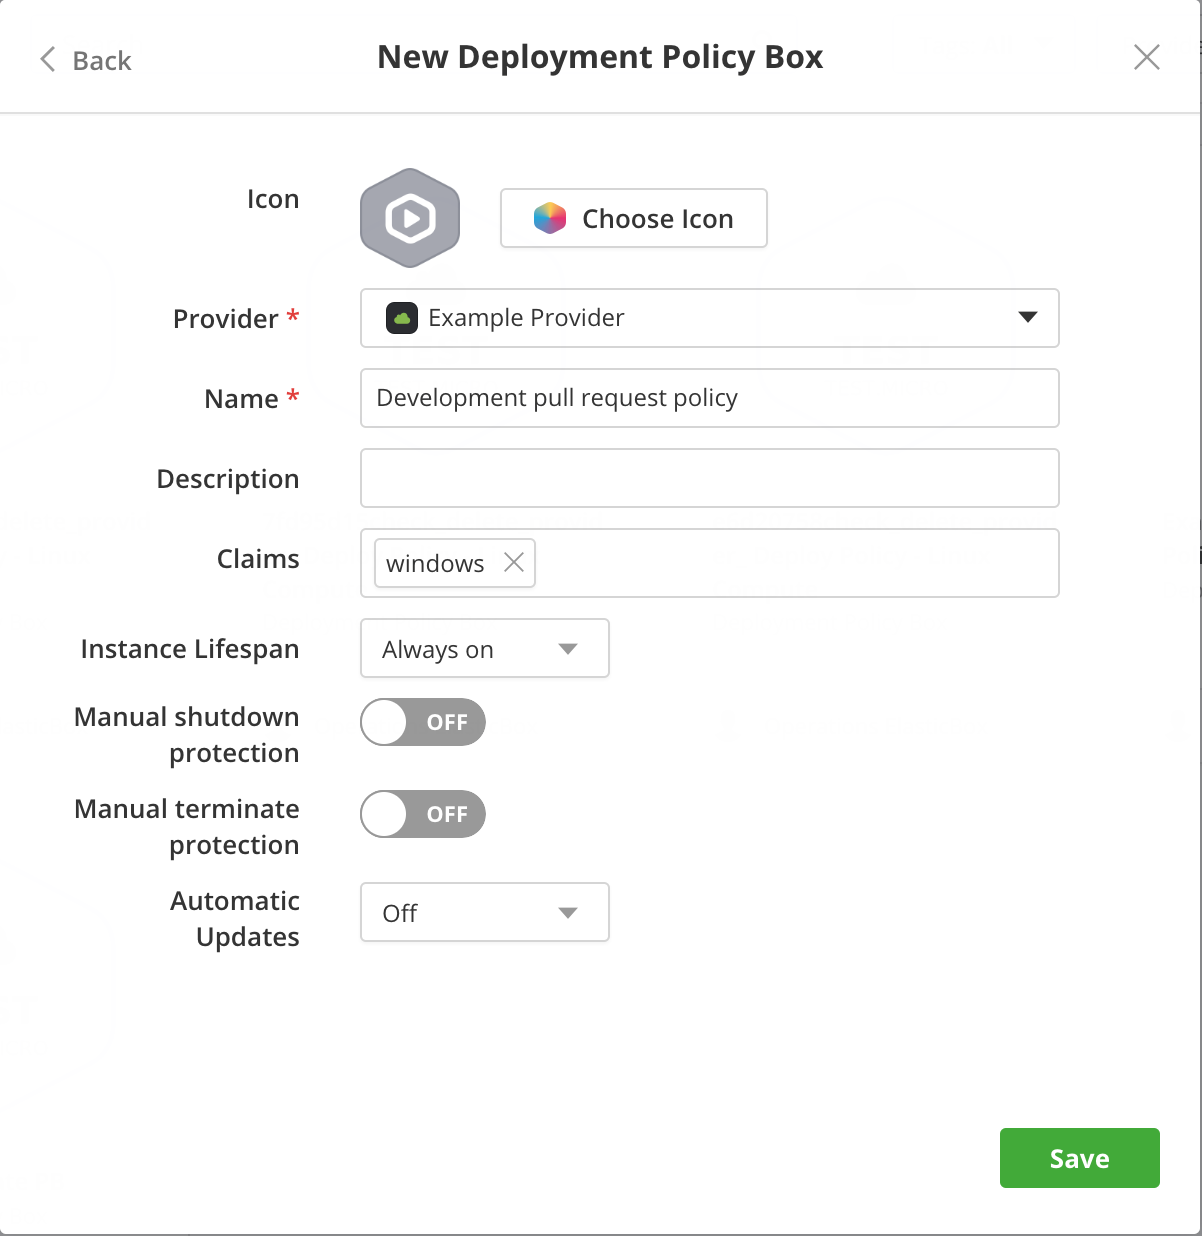 Back
New Deployment Policy Box
Icon
Choose Icon
Provider *
Example Provider
Name *
Development pull request policy
Description
Claims
windows
Instance Lifespan
Always on
Manual shutdown
protection
OFF
Manual terminate
protection
OFF
Automatic
Updates
Off
Save